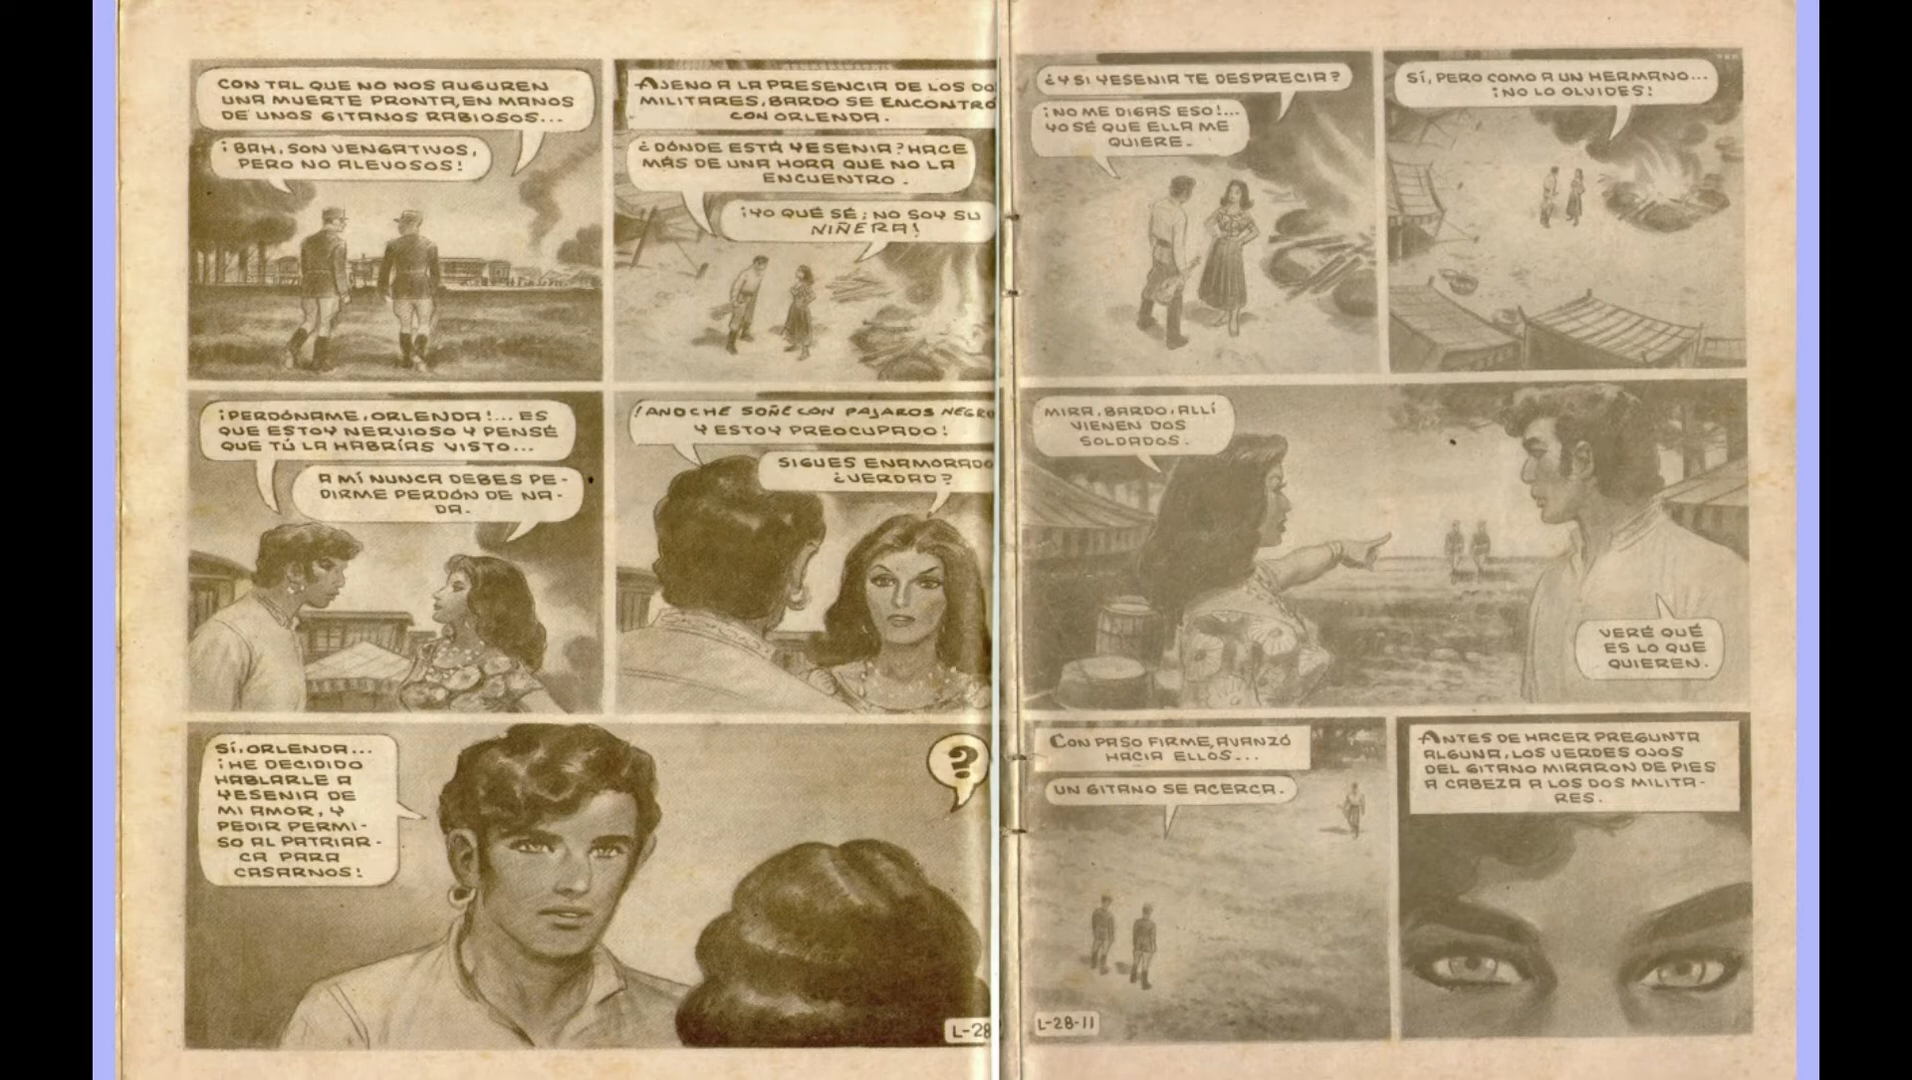 CON TAL QUE NO NOS AUGUREN
UNA MUERTE PRONTA, EN MANOS
DE UNOS GITANOS RABIOSOS...
¡BAH, SON VENGATIVOS,
PERO NO ALEVOSOS!
AJENO A LA PRESENCIA DE LOS DO
MILITARES, BARDO SE ENCONTRÓ
CON ORLENDA.
¿DÓNDE ESTÁ YESENIA? HACE
MÁS DE UNA HORA QUE NO LA
ENCUENTRO.
¡YO QUÉ SÉ; NO SOY SU
NIÑERA!
¡PERDÓNAME, ORLENDA!... ES
QUE ESTOY NERVIOSO Y PENSÉ
QUE TÚ LA HABRÍAS VISTO...
A MÍ NUNCA DEBES PE-
DIRME PERDÓN DE NA-
DA.
¡ANOCHE SOÑÉ CON PAJAROS NEGRO
Y ESTOY PREOCUPADO!
SIGUES ENAMORADO
¿VERDAD?
SÍ, ORLENDA...
¡HE DECIDIDO
HABLARLE A
YESENIA DE
MI AMOR, Y
PEDIR PERMI-
SO AL PATRIAR-
CA PARA
CASARNOS!
?
L-28
¿Y SI YESENIA TE DESPRECIA?
¡NO ME DIGAS ESO!...
YO SÉ QUE ELLA ME
QUIERE.
SÍ, PERO COMO A UN HERMANO...
¡NO LO OLVIDES!
MIRA, BARDO, ALLÍ
VIENEN DOS
SOLDADOS.
VERÉ QUÉ
ES LO QUE
QUIEREN.
CON PASO FIRME, AVANZÓ
HACIA ELLOS...
UN GITANO SE ACERCA.
L-28-11
ANTES DE HACER PREGUNTA
ALGUNA, LOS VERDES OJOS
DEL GITANO MIRARON DE PIES
A CABEZA A LOS DOS MILITA-
RES.